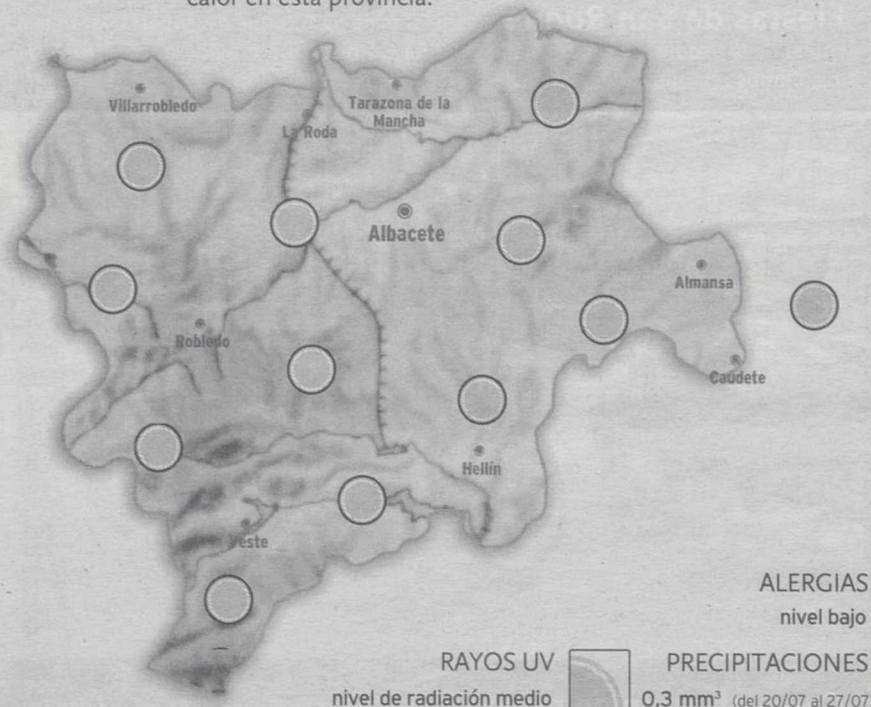 calor en esta provincia.
Villarrobledo
Tarazona de la
Mancha
La Roda
Albacete
Almansa
Robledo
Caudete
Hellín
Yeste
ALERGIAS
nivel bajo
RAYOS UV
nivel de radiación medio
PRECIPITACIONES
0,3 mm³ (del 20/07 al 27/07